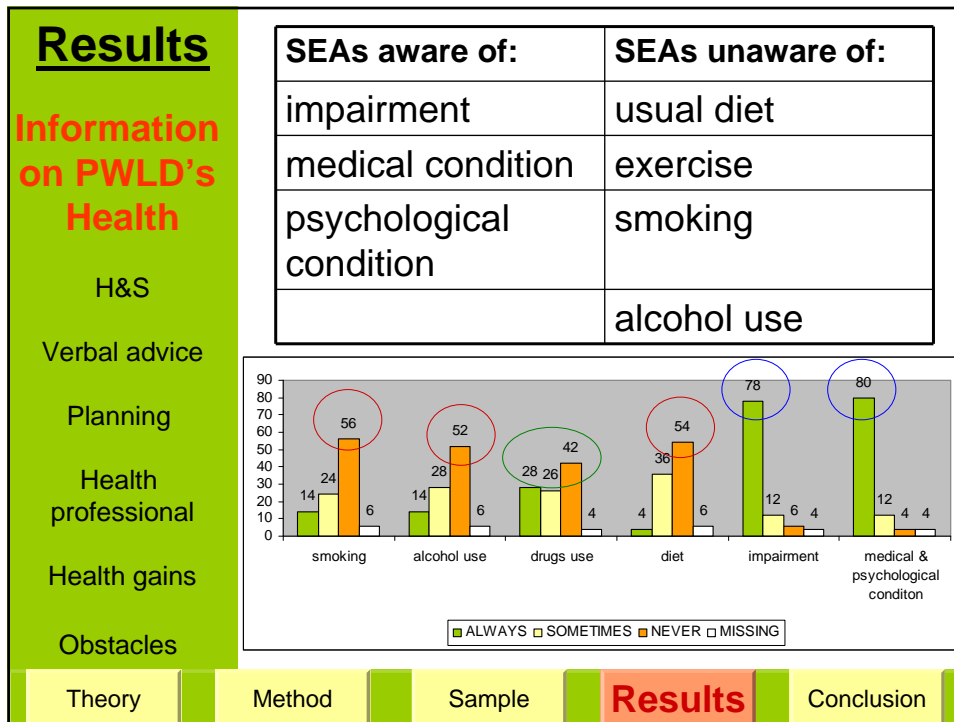 Results
Information
on PWLD's
Health
H&S
Verbal advice
Planning
Health
professional
Health gains
Obstacles
SEAs aware of: SEAs unaware of:
impairment usual diet
medical condition exercise
psychological smoking
condition
alcohol use
90
80
70
60
50
40
30
20
10
0
14 24 56 6
14 28 52 6
28 26 42 4
4 36 54 6
78 12 6 4
80 12 4 4
smoking alcohol use drugs use diet impairment medical &
psychological
conditon
ALWAYS SOMETIMES NEVER MISSING
Theory Method Sample Results Conclusion